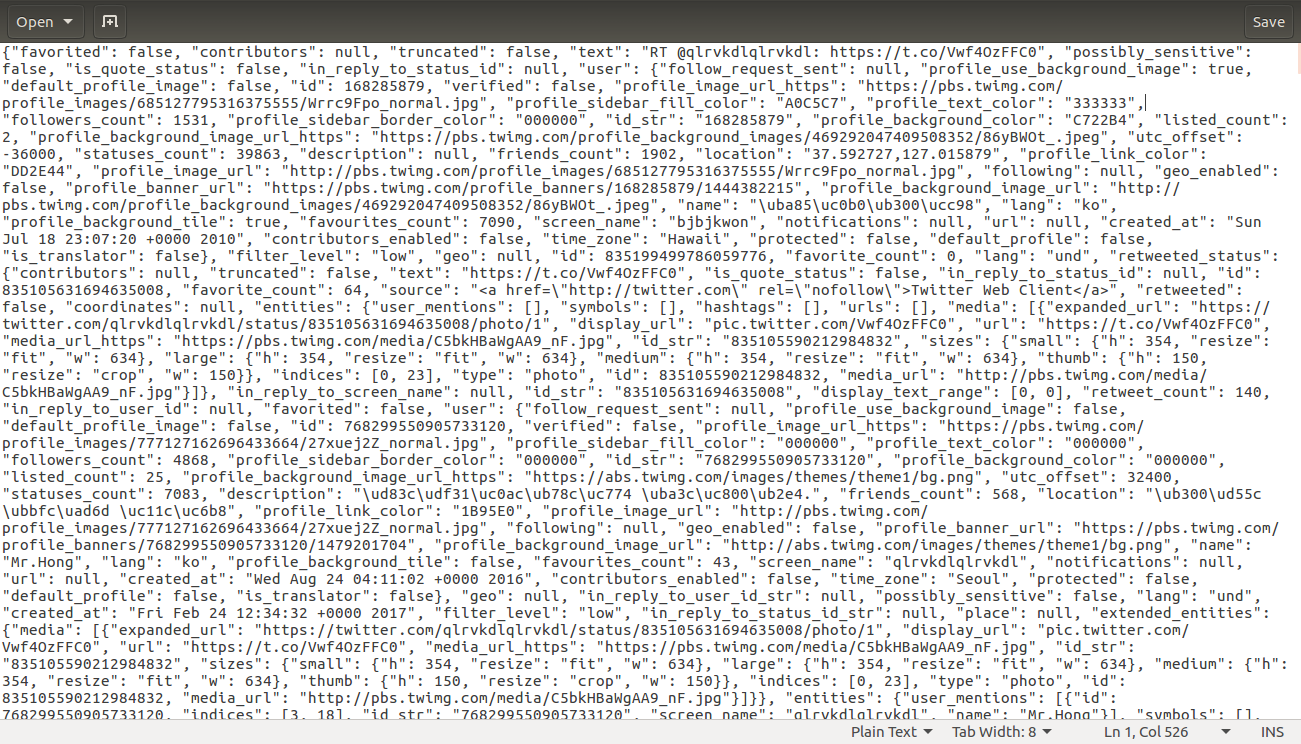 Open
Save
{"favorited": false, "contributors": null, "truncated": false, "text": "RT @qlrvkdlqlrvkdl: https://t.co/Vwf4OzFFC0", "possibly_sensitive":
false, "is_quote_status": false, "in_reply_to_status_id": null, "user": {"follow_request_sent": null, "profile_use_background_image": true,
"default_profile_image": false, "id": 168285879, "verified": false, "profile_image_url_https": "https://pbs.twimg.com/
profile_images/685127795316375555/Wrrc9Fpo_normal.jpg", "profile_sidebar_fill_color": "A0C5C7", "profile_text_color": "333333",
"followers_count": 1531, "profile_sidebar_border_color": "000000", "id_str": "168285879", "profile_background_color": "C722B4", "listed_count":
2, "profile_background_image_url_https": "https://pbs.twimg.com/profile_background_images/469292047409508352/86yBWOt_.jpeg", "utc_offset":
-36000, "statuses_count": 39863, "description": null, "friends_count": 1902, "location": "37.592727,127.015879", "profile_link_color":
"DD2E44", "profile_image_url": "http://pbs.twimg.com/profile_images/685127795316375555/Wrrc9Fpo_normal.jpg", "following": null, "geo_enabled":
false, "profile_banner_url": "https://pbs.twimg.com/profile_banners/168285879/1444382215", "profile_background_image_url": "http://
pbs.twimg.com/profile_background_images/469292047409508352/86yBWOt_.jpeg", "name": "\uba85\uc0b0\ub300\ucc98", "lang": "ko",
"profile_background_tile": true, "favourites_count": 7090, "screen_name": "bjbjkwon", "notifications": null, "url": null, "created_at": "Sun
Jul 18 23:07:20 +0000 2010", "contributors_enabled": false, "time_zone": "Hawaii", "protected": false, "default_profile": false,
"is_translator": false}, "filter_level": "low", "geo": null, "id": 835199499786059776, "favorite_count": 0, "lang": "und", "retweeted_status":
{"contributors": null, "truncated": false, "text": "https://t.co/Vwf4OzFFC0", "is_quote_status": false, "in_reply_to_status_id": null, "id":
835105631694635008, "favorite_count": 64, "source": "<a href=\"http://twitter.com\" rel=\"nofollow\">Twitter Web Client</a>", "retweeted":
false, "coordinates": null, "entities": {"user_mentions": [], "symbols": [], "hashtags": [], "urls": [], "media": [{"expanded_url": "https://
twitter.com/qlrvkdlqlrvkdl/status/835105631694635008/photo/1", "display_url": "pic.twitter.com/Vwf4OzFFC0", "url": "https://t.co/Vwf4OzFFC0",
"media_url_https": "https://pbs.twimg.com/media/C5bkHBaWgAA9_nF.jpg", "id_str": "835105590212984832", "sizes": {"small": {"h": 354, "resize":
"fit", "w": 634}, "large": {"h": 354, "resize": "fit", "w": 634}, "medium": {"h": 354, "resize": "fit", "w": 634}, "thumb": {"h": 150,
"resize": "crop", "w": 150}}, "indices": [0, 23], "type": "photo", "id": 835105590212984832, "media_url": "http://pbs.twimg.com/media/
C5bkHBaWgAA9_nF.jpg"}]}, "in_reply_to_screen_name": null, "id_str": "835105631694635008", "display_text_range": [0, 0], "retweet_count": 140,
"in_reply_to_user_id": null, "favorited": false, "user": {"follow_request_sent": null, "profile_use_background_image": false,
"default_profile_image": false, "id": 768299550905733120, "verified": false, "profile_image_url_https": "https://pbs.twimg.com/
profile_images/777127162696433664/27xuej2Z_normal.jpg", "profile_sidebar_fill_color": "000000", "profile_text_color": "000000",
"followers_count": 4868, "profile_sidebar_border_color": "000000", "id_str": "768299550905733120", "profile_background_color": "000000",
"listed_count": 25, "profile_background_image_url_https": "https://abs.twimg.com/images/themes/theme1/bg.png", "utc_offset": 32400,
"statuses_count": 7083, "description": "\ud83c\udf31\uc0ac\ub78c\uc774 \uba3c\uc800\ub2e4.", "friends_count": 568, "location": "\ub300\ud55c
\ubbfc\uad6d \uc11c\uc6b8", "profile_link_color": "1B95E0", "profile_image_url": "http://pbs.twimg.com/
profile_images/777127162696433664/27xuej2Z_normal.jpg", "following": null, "geo_enabled": false, "profile_banner_url": "https://pbs.twimg.com/
profile_banners/768299550905733120/1479201704", "profile_background_image_url": "http://abs.twimg.com/images/themes/theme1/bg.png", "name":
"Mr.Hong", "lang": "ko", "profile_background_tile": false, "favourites_count": 43, "screen_name": "qlrvkdlqlrvkdl", "notifications": null,
"url": null, "created_at": "Wed Aug 24 04:11:02 +0000 2016", "contributors_enabled": false, "time_zone": "Seoul", "protected": false,
"default_profile": false, "is_translator": false}, "geo": null, "in_reply_to_user_id_str": null, "possibly_sensitive": false, "lang": "und",
"created_at": "Fri Feb 24 12:34:32 +0000 2017", "filter_level": "low", "in_reply_to_status_id_str": null, "place": null, "extended_entities":
{"media": [{"expanded_url": "https://twitter.com/qlrvkdlqlrvkdl/status/835105631694635008/photo/1", "display_url": "pic.twitter.com/
Vwf4OzFFC0", "url": "https://t.co/Vwf4OzFFC0", "media_url_https": "https://pbs.twimg.com/media/C5bkHBaWgAA9_nF.jpg", "id_str":
"835105590212984832", "sizes": {"small": {"h": 354, "resize": "fit", "w": 634}, "large": {"h": 354, "resize": "fit", "w": 634}, "medium": {"h":
354, "resize": "fit", "w": 634}, "thumb": {"h": 150, "resize": "crop", "w": 150}}, "indices": [0, 23], "type": "photo", "id":
835105590212984832, "media_url": "http://pbs.twimg.com/media/C5bkHBaWgAA9_nF.jpg"}]}}, "entities": {"user_mentions": [{"id":
768299550905733120, "indices": [3, 18], "id_str": "768299550905733120", "screen_name": "qlrvkdlqlrvkdl", "name": "Mr.Hong"}], "symbols": [],
Plain Text Tab Width: 8 Ln 1, Col 526 INS